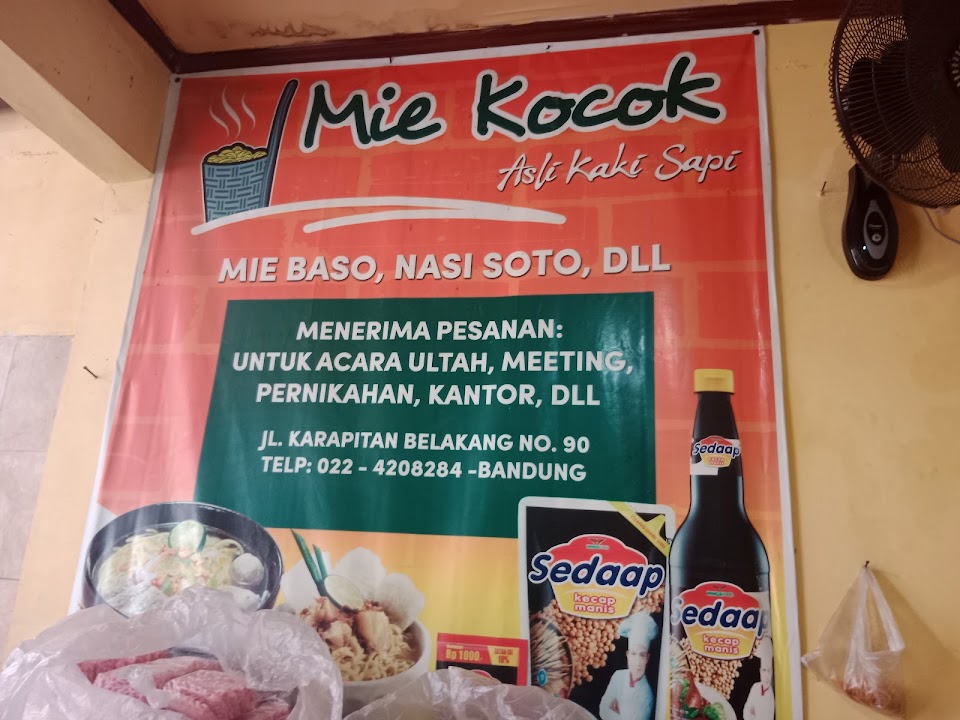 Mie Kocok
Asli Kaki Sapi
MIE BASO, NASI SOTO, DLL
MENERIMA PESANAN:
UNTUK ACARA ULTAH, MEETING,
PERNIKAHAN, KANTOR, DLL
JL. KARAPITAN BELAKANG NO. 90
TELP: 022 - 4208284 -BANDUNG
Sedaap
Sedaap
kecap
manis
Sedaap
kecap
manis
Rp 1000,-